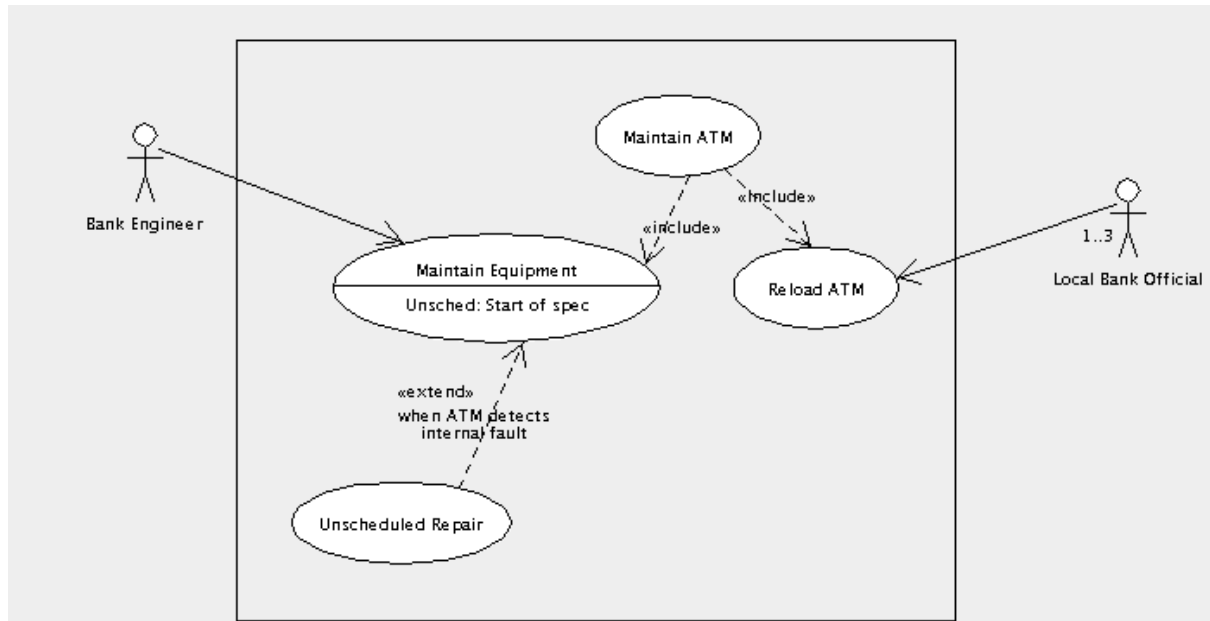 Maintain ATM
«include»
Bank Engineer
«include»
1..3
Maintain Equipment
Local Bank Official
Reload ATM
Unsched: Start of spec
«extend»
when ATM detects
internal fault
Unscheduled Repair